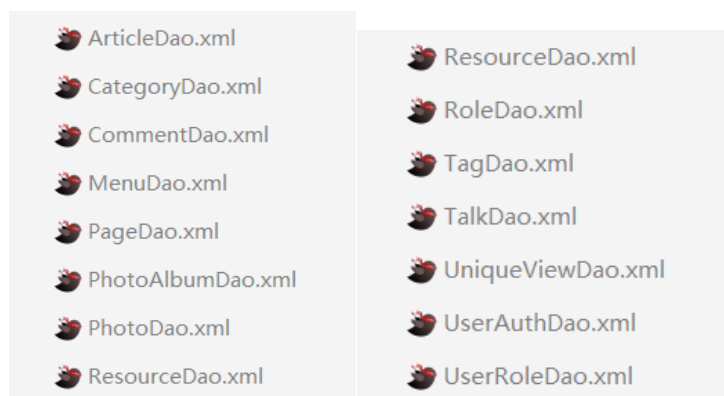 ArticleDao.xml
CategoryDao.xml
CommentDao.xml
MenuDao.xml
PageDao.xml
PhotoAlbumDao.xml
PhotoDao.xml
ResourceDao.xml
ResourceDao.xml
RoleDao.xml
TagDao.xml
TalkDao.xml
UniqueViewDao.xml
UserAuthDao.xml
UserRoleDao.xml